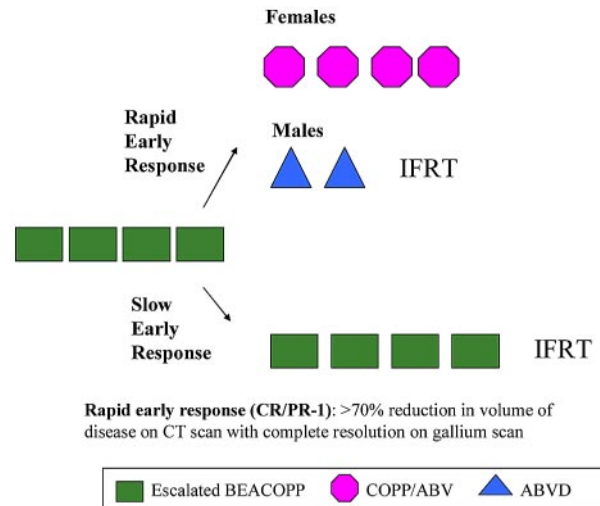 Females
Rapid
Early
Response
Males
IFRT
Slow
Early
Response
IFRT
Rapid early response (CR/PR-1): >70% reduction in volume of
disease on CT scan with complete resolution on gallium scan
Escalated BEACOPP COPP/ABV ABVD